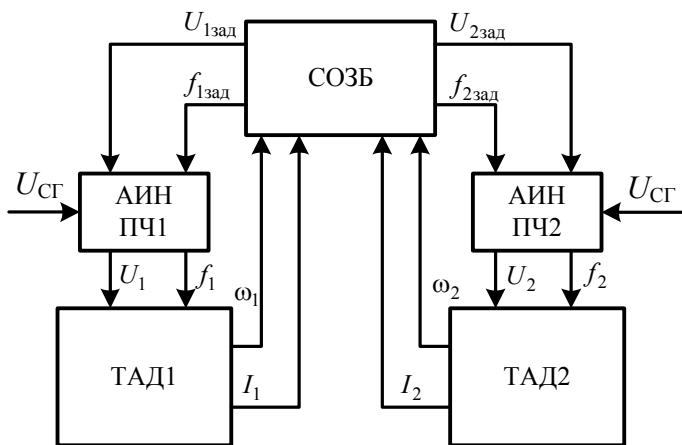 U1зад
U2зад
СОЗБ
f1зад
f2зад
UСГ
АИН
ПЧ1
АИН
ПЧ2
UСГ
U1
f1
ω1
ω2
U2
f2
ТАД1
I1
I2
ТАД2